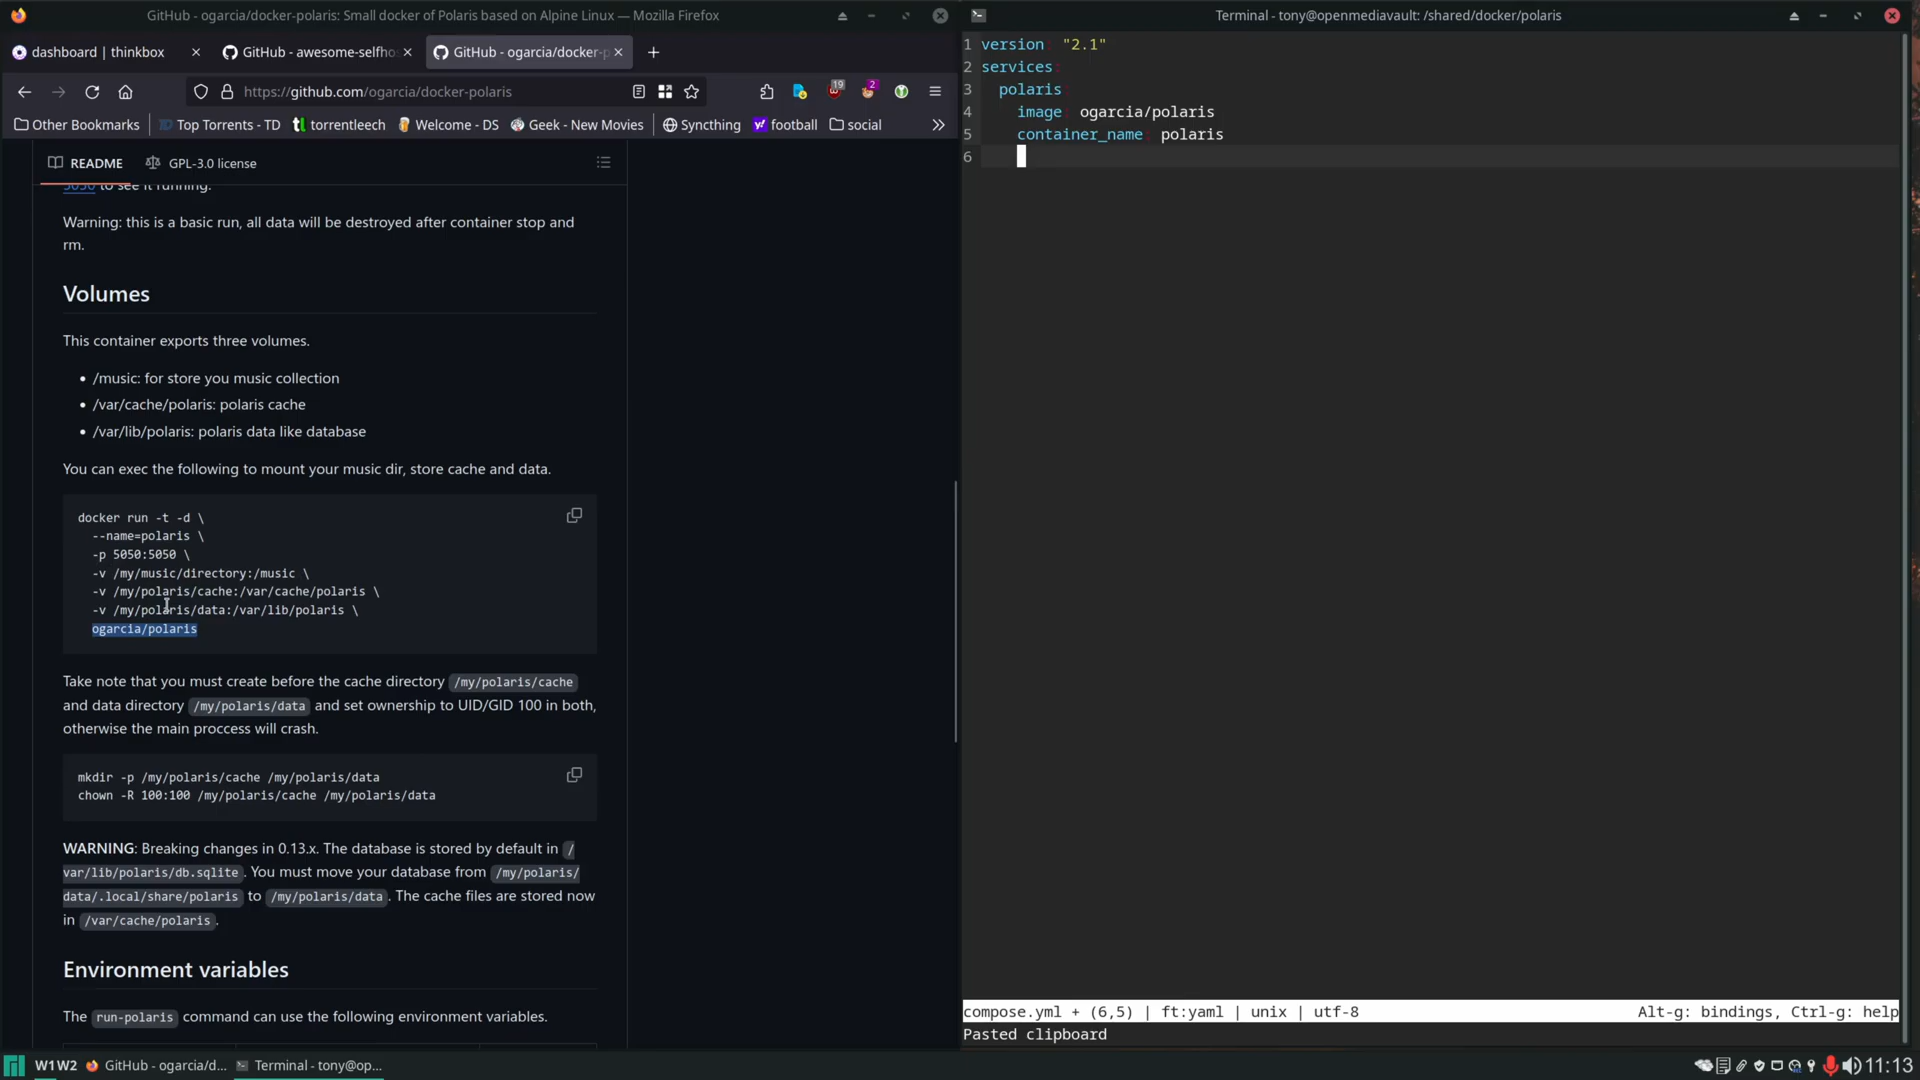 GitHub - ogarcia/docker-polaris: Small docker of Polaris based on Alpine Linux — Mozilla Firefox
dashboard | thinkbox
GitHub - awesome-selfhos
GitHub - ogarcia/docker-p
https://github.com/ogarcia/docker-polaris
19
2
Other Bookmarks
Top Torrents - TD
torrentleech
Welcome - DS
Geek - New Movies
Syncthing
football
social
README
GPL-3.0 license
5050 to see it running.
Warning: this is a basic run, all data will be destroyed after container stop and
rm.
Volumes
This container exports three volumes.
• /music: for store you music collection
• /var/cache/polaris: polaris cache
• /var/lib/polaris: polaris data like database
You can exec the following to mount your music dir, store cache and data.
docker run -t -d \
--name=polaris \
-p 5050:5050 \
-v /my/music/directory:/music \
-v /my/polaris/cache:/var/cache/polaris \
-v /my/polaris/data:/var/lib/polaris \
ogarcia/polaris
Take note that you must create before the cache directory /my/polaris/cache
and data directory /my/polaris/data and set ownership to UID/GID 100 in both,
otherwise the main proccess will crash.
mkdir -p /my/polaris/cache /my/polaris/data
chown -R 100:100 /my/polaris/cache /my/polaris/data
WARNING: Breaking changes in 0.13.x. The database is stored by default in /
var/lib/polaris/db.sqlite. You must move your database from /my/polaris/
data/.local/share/polaris to /my/polaris/data. The cache files are stored now
in /var/cache/polaris.
Environment variables
The run-polaris command can use the following environment variables.
Terminal - tony@openmediavault: /shared/docker/polaris
1 version: "2.1"
2 services:
3 polaris:
4 image: ogarcia/polaris
5 container_name: polaris
6
compose.yml + (6,5) | ft:yaml | unix | utf-8
Alt-g: bindings, Ctrl-g: help
Pasted clipboard
W1W2
GitHub - ogarcia/d...
Terminal - tony@op...
11:13